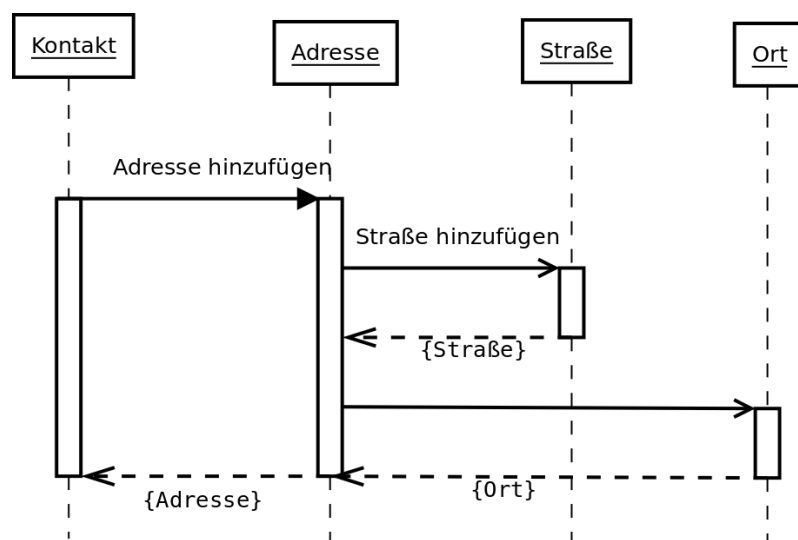 Kontakt
Adresse
Straße
Ort
Adresse hinzufügen
Straße hinzufügen
{Straße}
{Adresse}
{Ort}